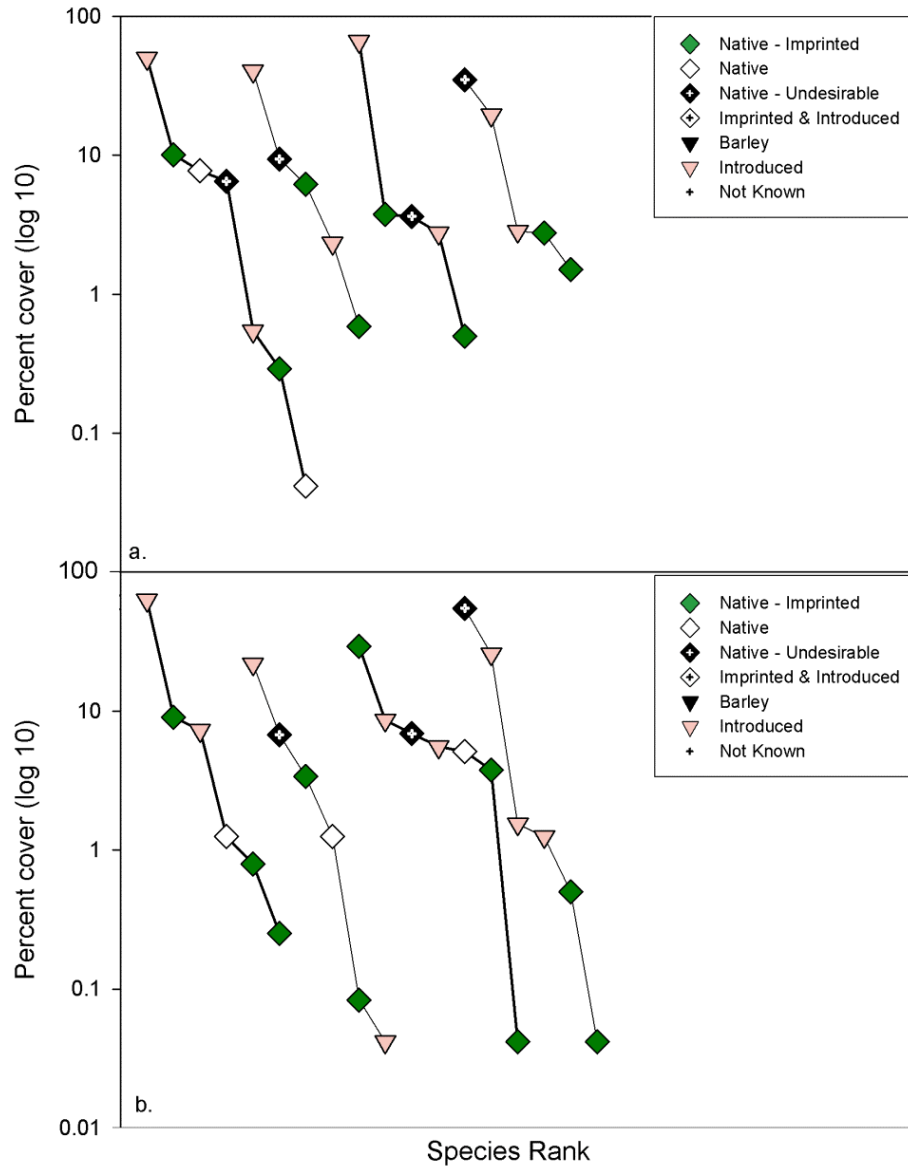 100
10
1
0.1
Percent cover (log 10)
a.
Native - Imprinted
Native
Native - Undesirable
Imprinted & Introduced
Barley
Introduced
Not Known
100
10
1
0.1
0.01
Percent cover (log 10)
b.
Native - Imprinted
Native
Native - Undesirable
Imprinted & Introduced
Barley
Introduced
Not Known
Species Rank